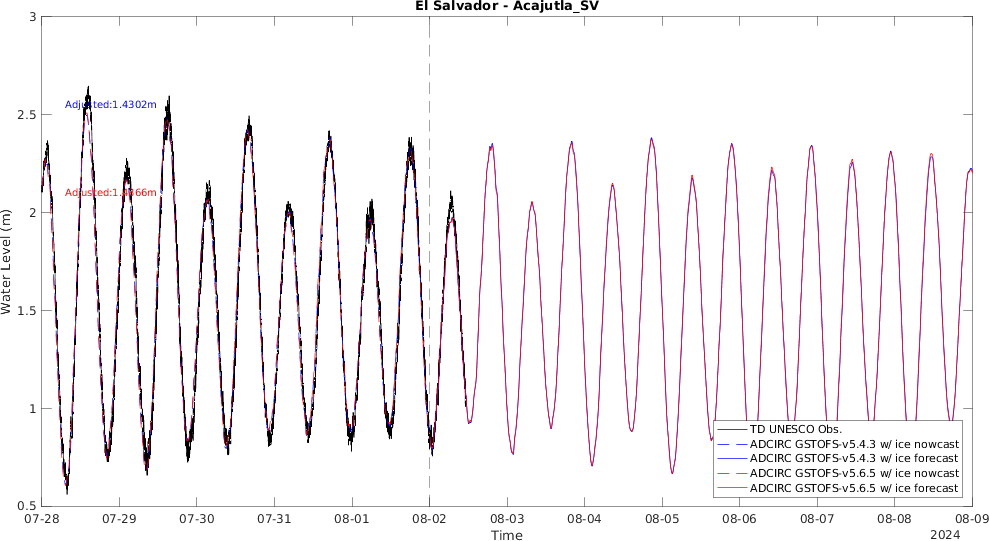 El Salvador - Acajutla_SV
3
2.5
2
1.5
1
0.5
Water Level (m)
Adjusted:1.4302m
TD UNESCO Obs.
ADCIRC GSTOFS-v5.4.3 w/ ice nowcast
ADCIRC GSTOFS-v5.4.3 w/ ice forecast
ADCIRC GSTOFS-v5.6.5 w/ ice nowcast
ADCIRC GSTOFS-v5.6.5 w/ ice forecast
07-28 07-29 07-30 07-31 08-01 08-02 08-03 08-04 08-05 08-06 08-07 08-08 08-09
Time
2024